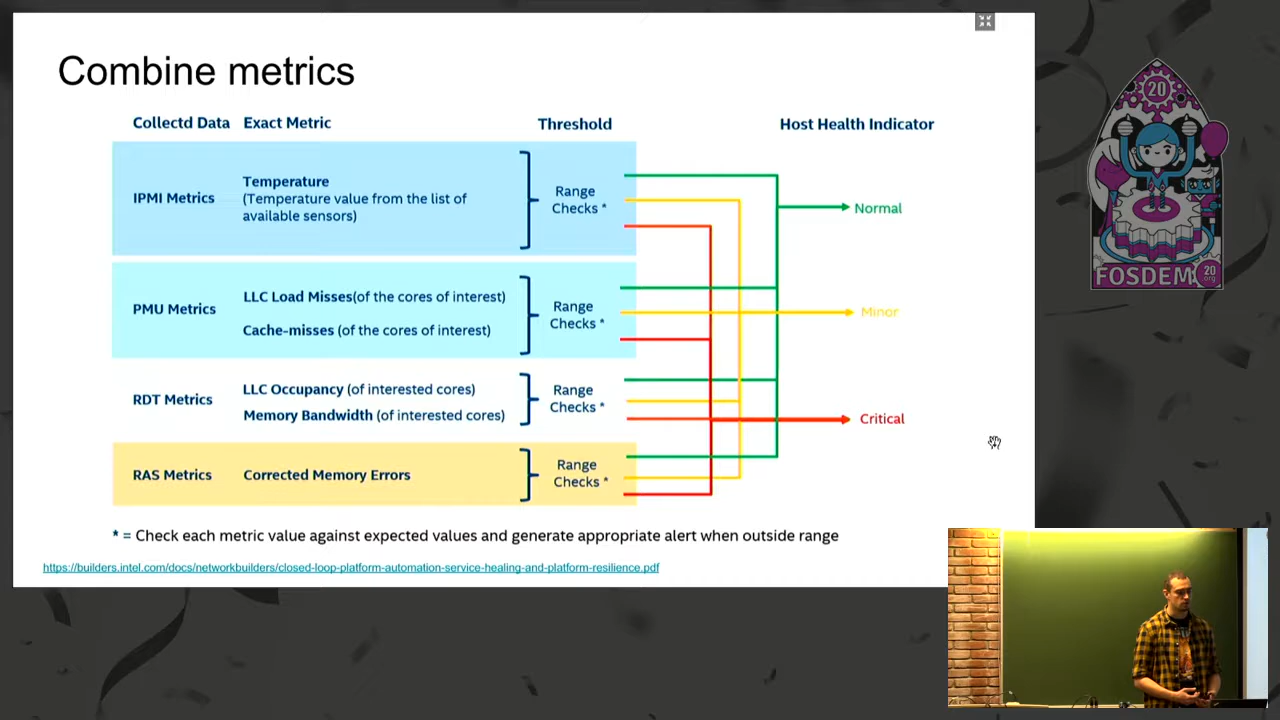 Combine metrics
Collectd Data Exact Metric Threshold Host Health Indicator
IPMI Metrics
Temperature
(Temperature value from the list of
available sensors)
Range
Checks *
Normal
PMU Metrics
LLC Load Misses(of the cores of interest)
Cache-misses (of the cores of interest)
Range
Checks *
Minor
RDT Metrics
LLC Occupancy (of interested cores)
Memory Bandwidth (of interested cores)
Range
Checks *
Critical
RAS Metrics
Corrected Memory Errors
Range
Checks *
* = Check each metric value against expected values and generate appropriate alert when outside range
https://builders.intel.com/docs/networkbuilders/closed-loop-platform-automation-service-healing-and-platform-resilience.pdf
20
FOSDEM
20
.org